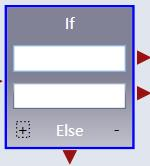 If
+ Else -